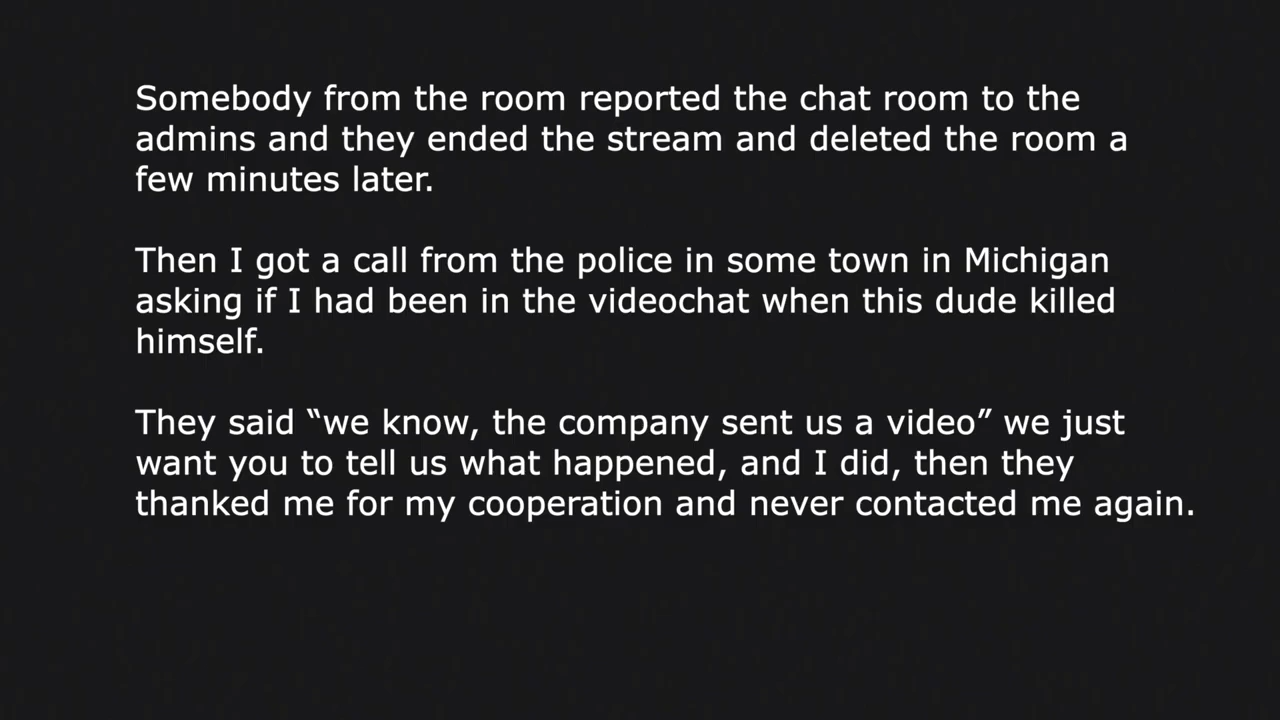 Somebody from the room reported the chat room to the
admins and they ended the stream and deleted the room a
few minutes later.
Then I got a call from the police in some town in Michigan
asking if I had been in the videochat when this dude killed
himself.
They said “we know, the company sent us a video” we just
want you to tell us what happened, and I did, then they
thanked me for my cooperation and never contacted me again.